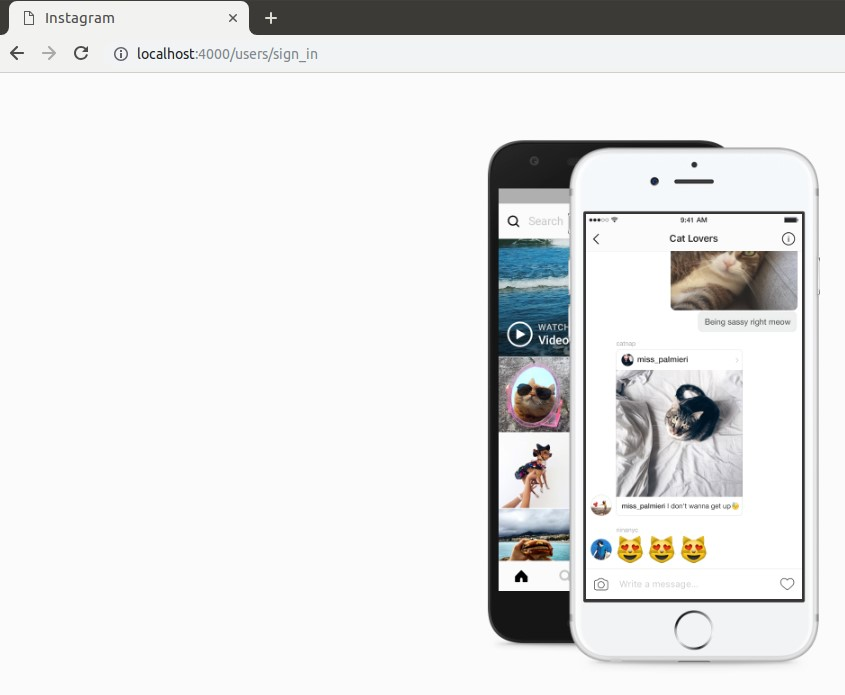 Instagram
localhost:4000/users/sign_in
9:41 AM
Search
Cat Lovers
Being sassy right meow
WATCH
Video
catnap
miss_palmieri
miss_palmieri I don't wanna get up😏
😻😻😻
Write a message...